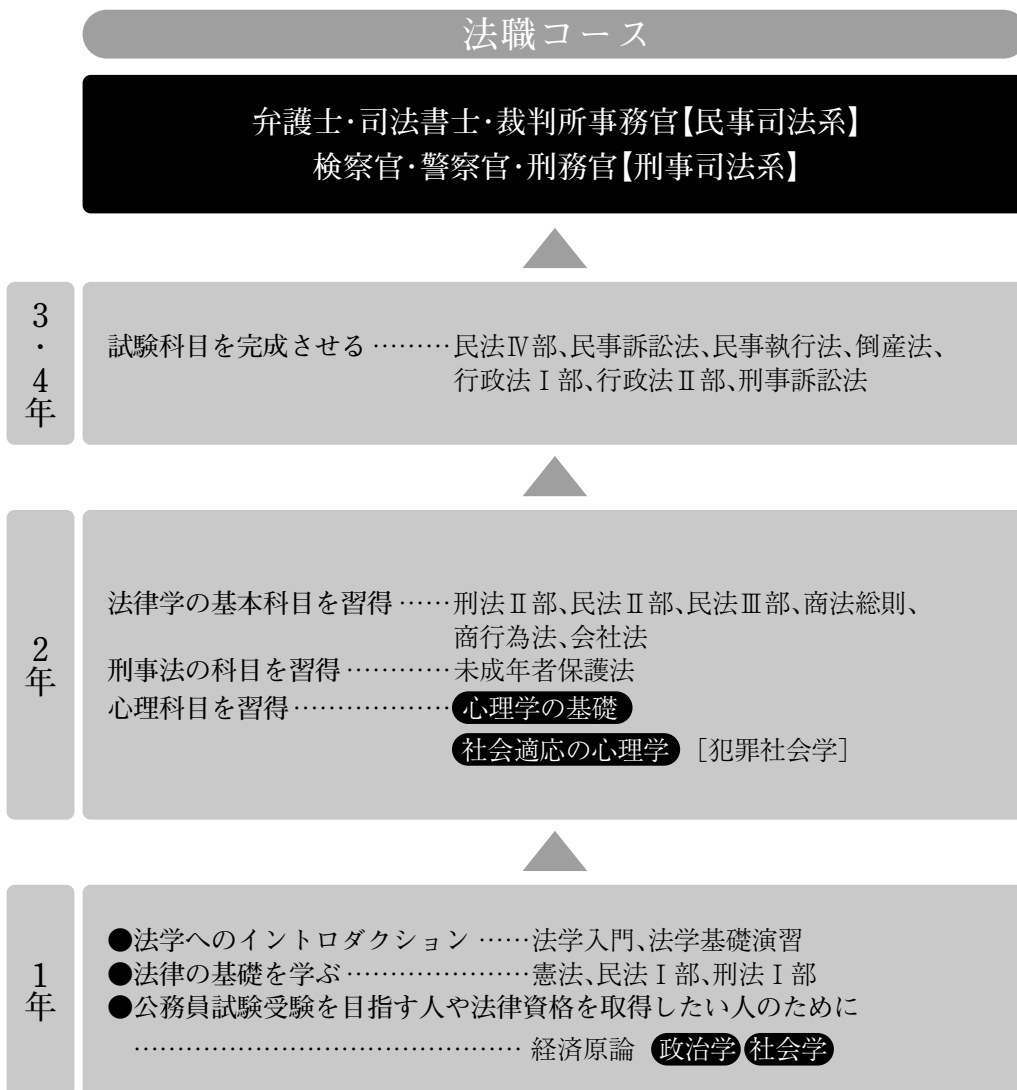 法職コース
弁護士・司法書士・裁判所事務官【民事司法系】
検察官・警察官・刑務官【刑事司法系】
3・4年
試験科目を完成させる ………民法Ⅳ部、民事訴訟法、民事執行法、倒産法、
行政法Ⅰ部、行政法Ⅱ部、刑事訴訟法
2年
法律学の基本科目を習得 ……刑法Ⅱ部、民法Ⅱ部、民法Ⅲ部、商法総則、
商行為法、会社法
刑事法の科目を習得…………未成年者保護法
心理科目を習得………………心理学の基礎
社会適応の心理学 [犯罪社会学]
1年
●法学へのイントロダクション ……法学入門、法学基礎演習
●法律の基礎を学ぶ…………………憲法、民法Ⅰ部、刑法Ⅰ部
●公務員試験受験を目指す人や法律資格を取得したい人のために
……………………………………… 経済原論 政治学 社会学